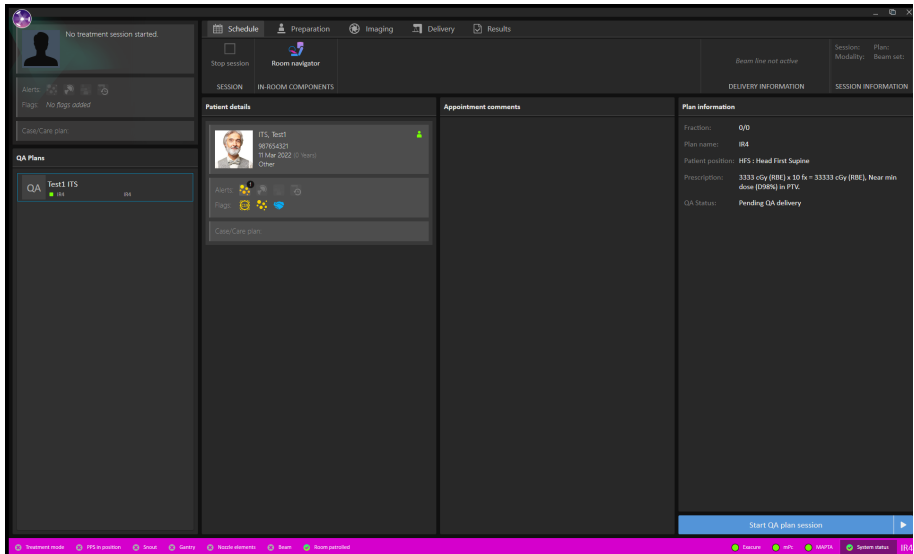 No treatment session started.
Alerts:
Flags: No flags added
Case/Care plan:
QA Plans
QA Test1 ITS
IR4 IR4
Schedule Preparation Imaging Delivery Results
Stop session Room navigator
SESSION IN-ROOM COMPONENTS
Beam line not active
DELIVERY INFORMATION
Session: Plan:
Modality: Beam set:
SESSION INFORMATION
Patient details
ITS, Test1
987654321
11 Mar 2022 (0 Years)
Other
Alerts: 1
Flags:
Case/Care plan:
Appointment comments
Plan information
Fraction: 0/0
Plan name: IR4
Patient position: HFS : Head First Supine
Prescription: 3333 cGy (RBE) x 10 fx = 33333 cGy (RBE), Near min
dose (D98%) in PTV.
QA Status: Pending QA delivery
Start QA plan session
Treatment mode PPS in position Snout Gantry Nozzle elements Beam Room patrolled Exacure mPc MAPTA System status IR4